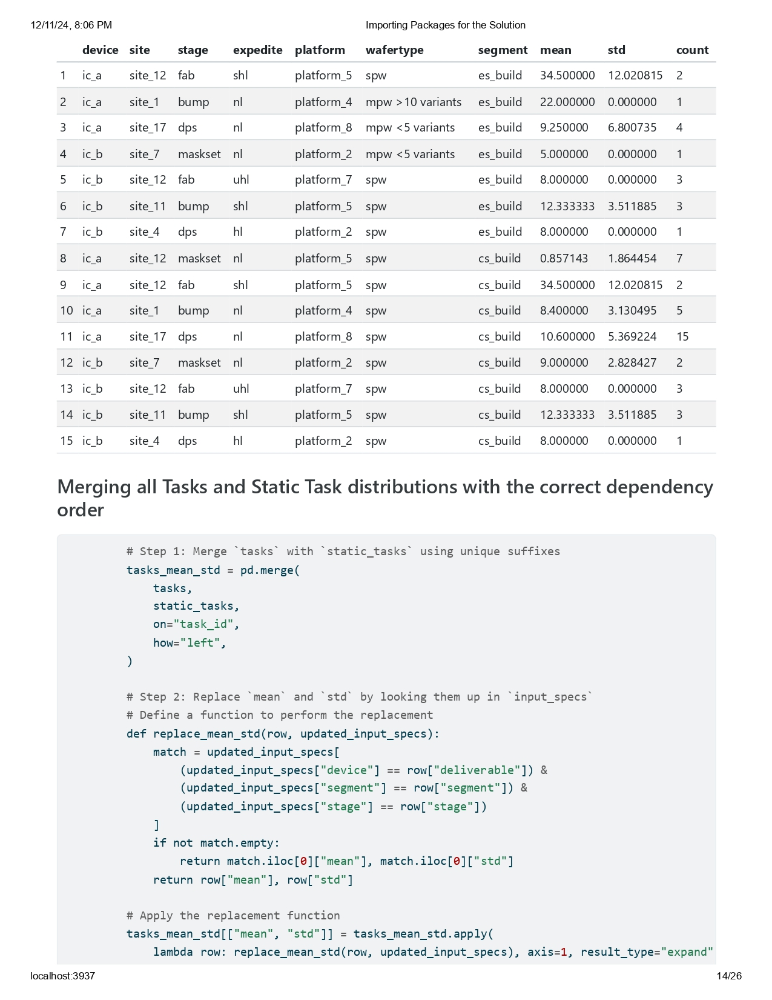 12/11/24, 8:06 PM Importing Packages for the Solution
device site stage expedite platform wafertype segment mean std count
1 ic_a site_12 fab shl platform_5 spw es_build 34.500000 12.020815 2
2 ic_a site_1 bump nl platform_4 mpw >10 variants es_build 22.000000 0.000000 1
3 ic_a site_17 dps nl platform_8 mpw <5 variants es_build 9.250000 6.800735 4
4 ic_b site_7 maskset nl platform_2 mpw <5 variants es_build 5.000000 0.000000 1
5 ic_b site_12 fab uhl platform_7 spw es_build 8.000000 0.000000 3
6 ic_b site_11 bump shl platform_5 spw es_build 12.333333 3.511885 3
7 ic_b site_4 dps hl platform_2 spw es_build 8.000000 0.000000 1
8 ic_a site_12 maskset nl platform_5 spw cs_build 0.857143 1.864454 7
9 ic_a site_12 fab shl platform_5 spw cs_build 34.500000 12.020815 2
10 ic_a site_1 bump nl platform_4 spw cs_build 8.400000 3.130495 5
11 ic_a site_17 dps nl platform_8 spw cs_build 10.600000 5.369224 15
12 ic_b site_7 maskset nl platform_2 spw cs_build 9.000000 2.828427 2
13 ic_b site_12 fab uhl platform_7 spw cs_build 8.000000 0.000000 3
14 ic_b site_11 bump shl platform_5 spw cs_build 12.333333 3.511885 3
15 ic_b site_4 dps hl platform_2 spw cs_build 8.000000 0.000000 1
Merging all Tasks and Static Task distributions with the correct dependency
order
# Step 1: Merge `tasks` with `static_tasks` using unique suffixes
tasks_mean_std = pd.merge(
    tasks,
    static_tasks,
    on="task_id",
    how="left",
)
# Step 2: Replace `mean` and `std` by looking them up in `input_specs`
# Define a function to perform the replacement
def replace_mean_std(row, updated_input_specs):
    match = updated_input_specs[
        (updated_input_specs["device"] == row["deliverable"]) &
        (updated_input_specs["segment"] == row["segment"]) &
        (updated_input_specs["stage"] == row["stage"])
    ]
    if not match.empty:
        return match.iloc[0]["mean"], match.iloc[0]["std"]
    return row["mean"], row["std"]
# Apply the replacement function
tasks_mean_std[["mean", "std"]] = tasks_mean_std.apply(
    lambda row: replace_mean_std(row, updated_input_specs), axis=1, result_type="expand"
localhost:3937 14/26